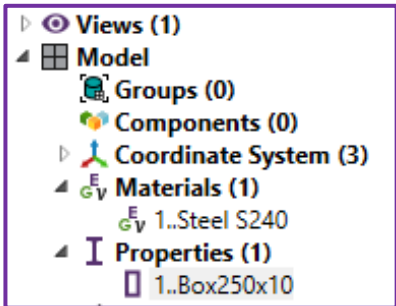 Views (1)
Model
Groups (0)
Components (0)
Coordinate System (3)
Materials (1)
1..Steel S240
Properties (1)
1..Box250x10